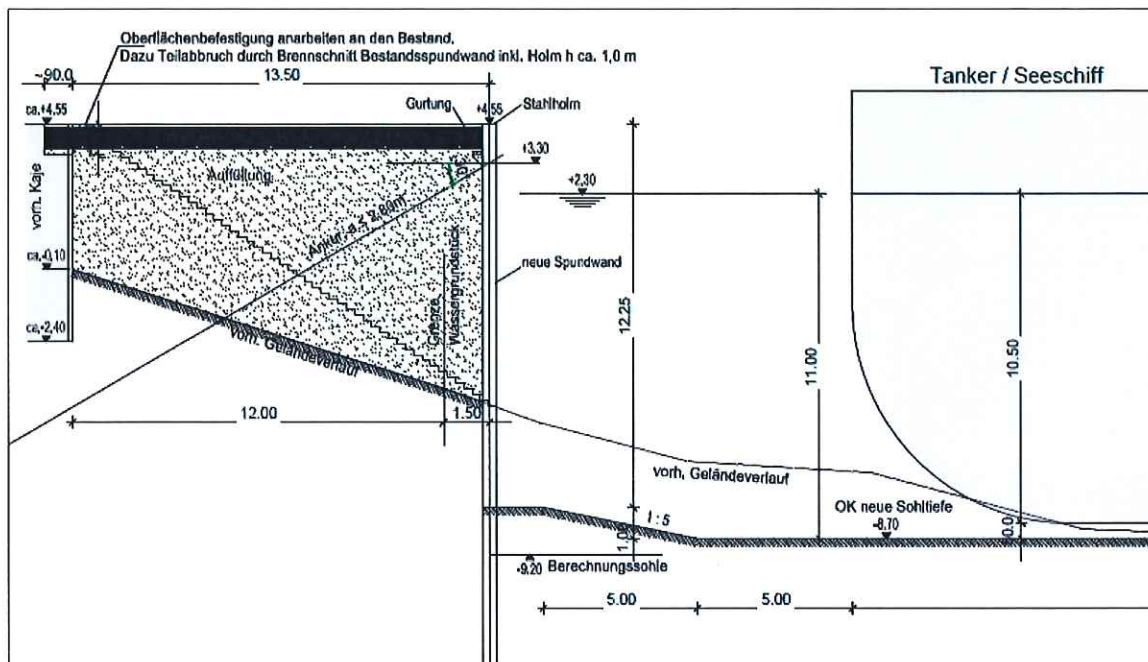 Oberflächenbefestigung anarbeiten an den Bestand.
Dazu Teilabbruch durch Brennschnitt Bestandsspundwand inkl. Holm h ca. 1,0 m
~90.0
13.50
Tanker / Seeschiff
ca.+4.55
Gurtung
+4.55
Stahlholm
+3.30
Auffüllung
+2.30
vorh. Kaje
Anker, a ≤ 2,80m
ca.-0,10
Grenze
Wassergrundstück
neue Spundwand
12.25
11.00
10.50
ca.-2,40
vorh. Geländeverlauf
12.00
1.50
vorh. Geländeverlauf
OK neue Sohltiefe
-8.70
1 : 5
-9.20 Berechnungssohle
5.00
5.00